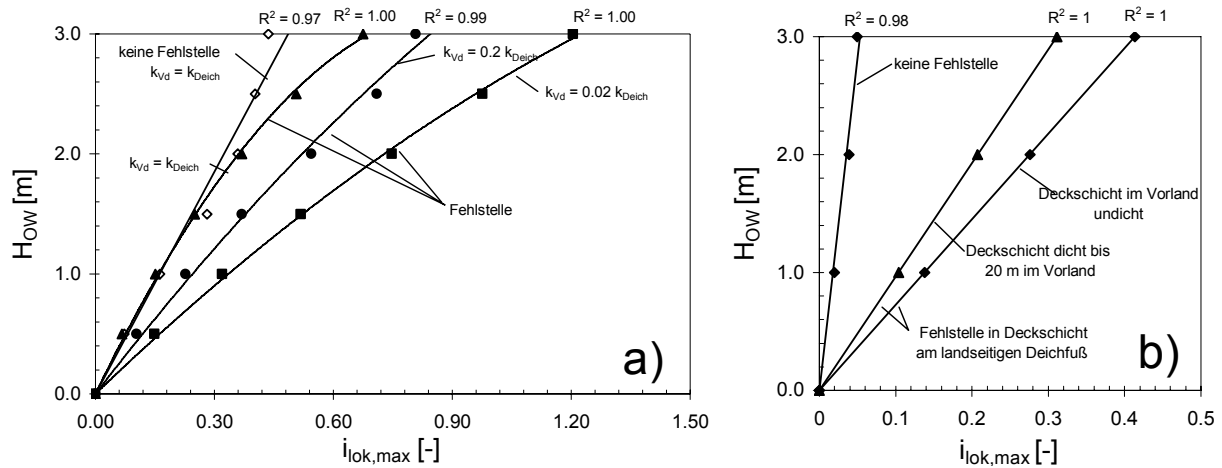 R² = 0.97
R² = 1.00
R² = 0.99
R² = 1.00
3.0
2.0
1.0
0.0
H_OW [m]
keine Fehlstelle
k_Vd = k_Deich
k_Vd = 0.2 k_Deich
k_Vd = 0.02 k_Deich
k_Vd = k_Deich
Fehlstelle
a)
0.00 0.30 0.60 0.90 1.20 1.50
i_lok,max [-]
R² = 0.98
R² = 1
R² = 1
3.0
2.0
1.0
0.0
H_OW [m]
keine Fehlstelle
Deckschicht im Vorland
undicht
Deckschicht dicht bis
20 m im Vorland
Fehlstelle in Deckschicht
am landseitigen Deichfuß
b)
0 0.1 0.2 0.3 0.4 0.5
i_lok,max [-]